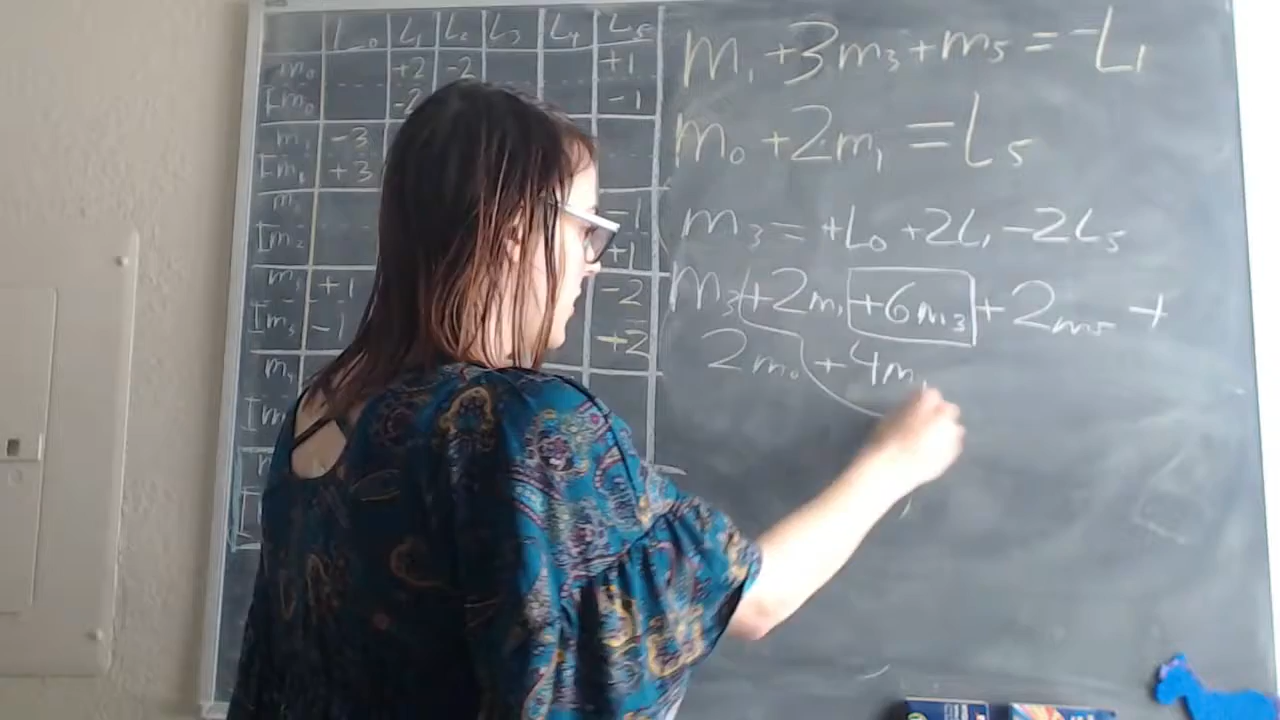 L₀ L₁ L₂ L₃ L₄ L₅
m₀ +2 -2 +1
Im₀ -2 -1
m₁ -3
Im₁ +3
m₂ -1
Im₂ +1
m₃ +1 -2
Im₃ -1 +2
m₄
m₁ +3m₃ +m₅ = -L₁
m₀ +2m₁ = L₅
m₃ = +L₀ +2L₁ -2L₅
m₃ +2m₁ +6m₃ +2m₅ +
2m₀ +4m₁